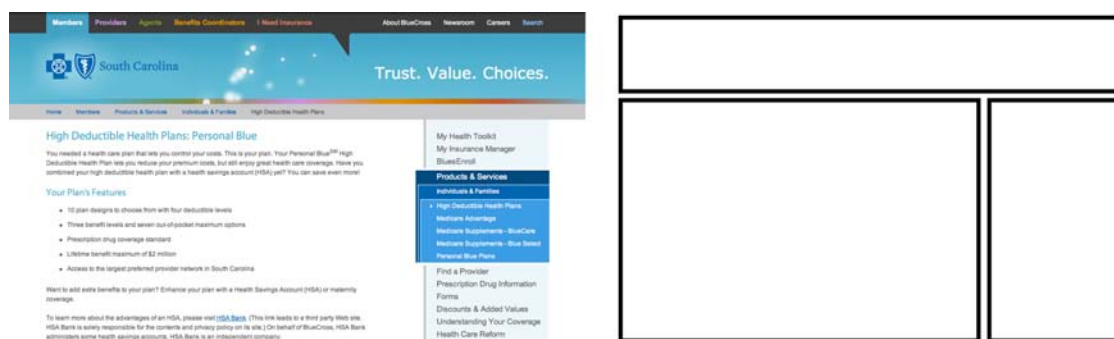 Members Providers Agents Benefits Coordinators I Need Insurance About BlueCross Newsroom Careers Search
South Carolina
Trust. Value. Choices.
Home Members Products & Services Individuals & Families High Deductible Health Plans
High Deductible Health Plans: Personal Blue
You needed a health care plan that lets you control your costs. This is your plan. Your Personal Blue High
Deductible Health Plan lets you reduce your premium costs, but still enjoy great health care coverage. Have you
combined your high deductible health plan with a health savings account (HSA) yet? You can save even more!
Your Plan's Features
• 10 plan designs to choose from with four deductible levels
• Three benefit levels and seven out-of-pocket maximum options
• Prescription drug coverage standard
• Lifetime benefit maximum of $2 million
• Access to the largest preferred provider network in South Carolina
Want to add extra benefits to your plan? Enhance your plan with a Health Savings Account (HSA) or maternity
coverage.
To learn more about the advantages of an HSA, please visit HSA Bank. (This link leads to a third party Web site.
HSA Bank is solely responsible for the contents and privacy policy on its site.) On behalf of BlueCross, HSA Bank
administers some health savings accounts. HSA Bank is an independent company.
My Health Toolkit
My Insurance Manager
BluesEnroll
Products & Services
Individuals & Families
High Deductible Health Plans
Medicare Advantage
Medicare Supplements - BlueCare
Medicare Supplements - Blue Select
Personal Blue Plans
Find a Provider
Prescription Drug Information
Forms
Discounts & Added Values
Understanding Your Coverage
Health Care Reform